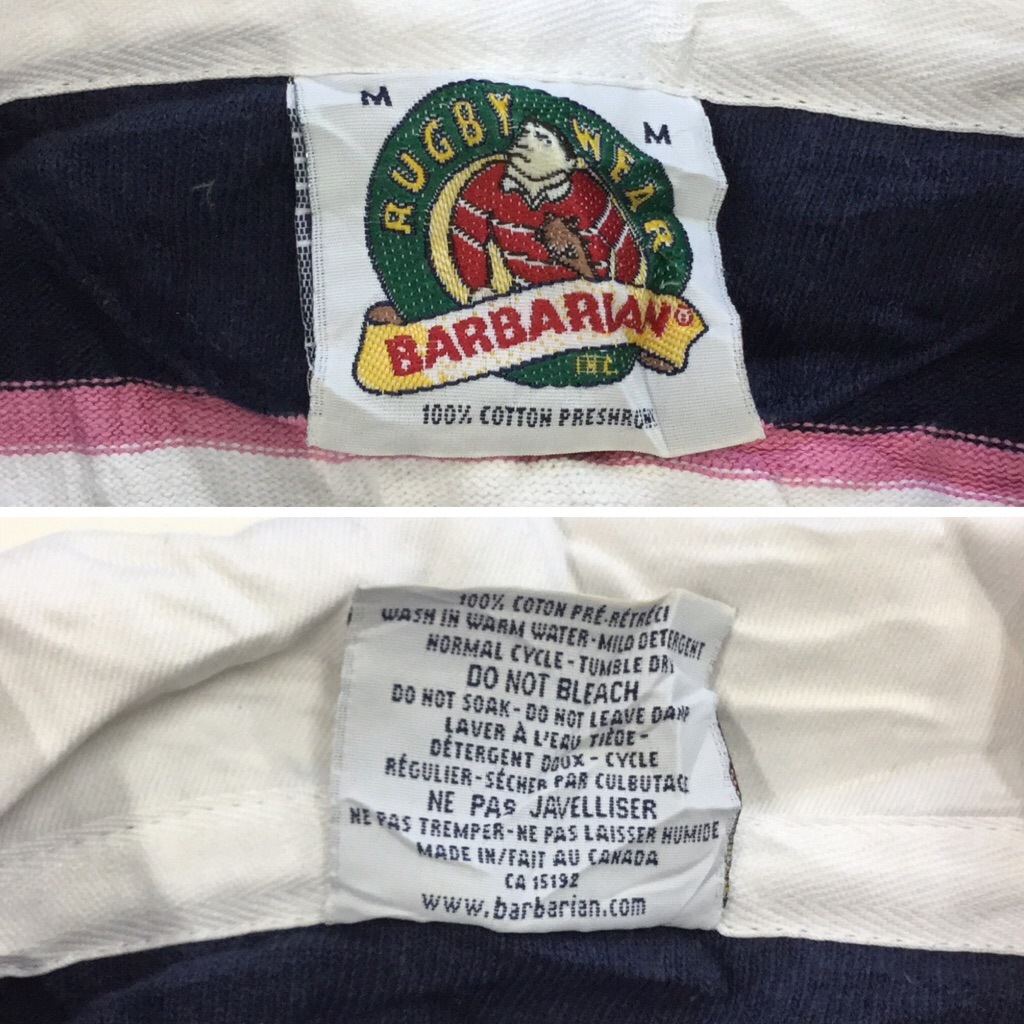 M
M
RUGBY WEAR
BARBARIAN®
INC.
100% COTTON PRESHRUNK
100% COTON PRÉ-RÉTRÉCI
WASH IN WARM WATER-MILD DETERGENT
NORMAL CYCLE-TUMBLE DRY
DO NOT BLEACH
DO NOT SOAK-DO NOT LEAVE DAMP
LAVER À L'EAU TIÈDE-
DÉTERGENT DOUX-CYCLE
RÉGULIER-SÉCHER PAR CULBUTAGE
NE PAS JAVELLISER
NE PAS TREMPER-NE PAS LAISSER HUMIDE
MADE IN/FAIT AU CANADA
CA 15192
www.barbarian.com